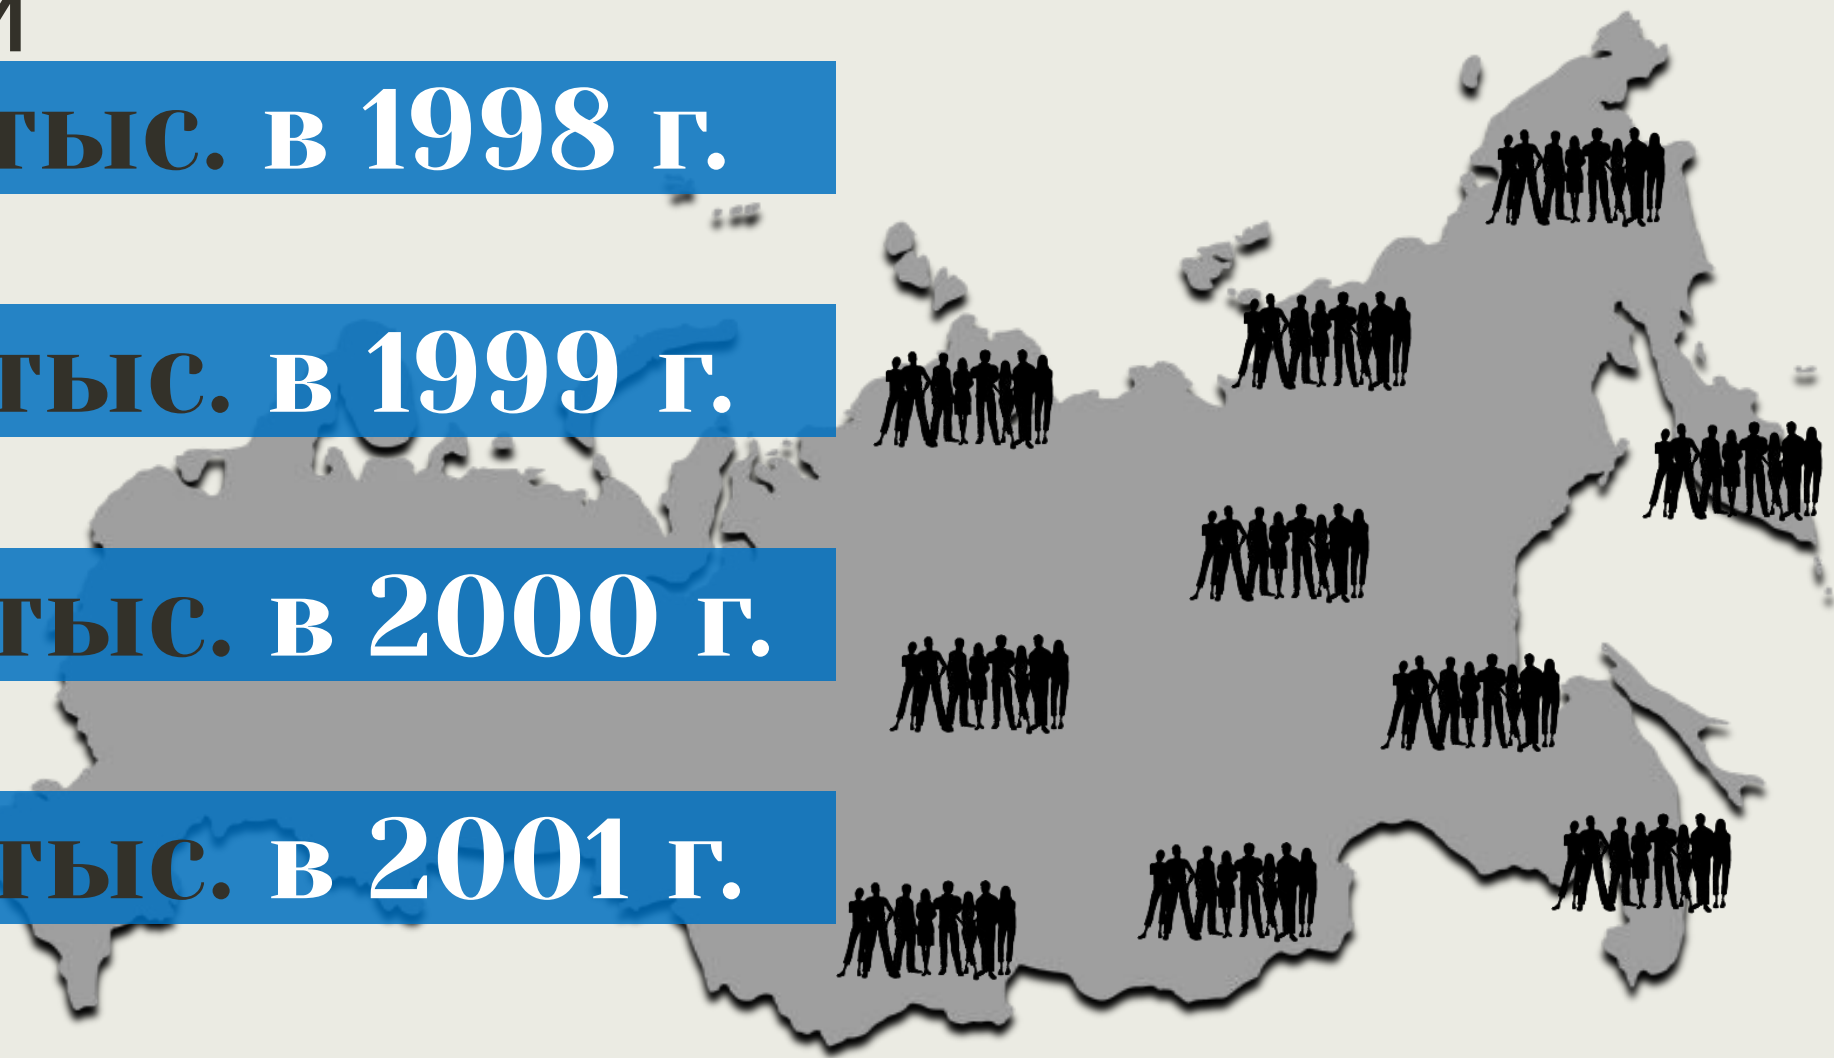 тыс. в 1998 г.
тыс. в 1999 г.
тыс. в 2000 г.
тыс. в 2001 г.